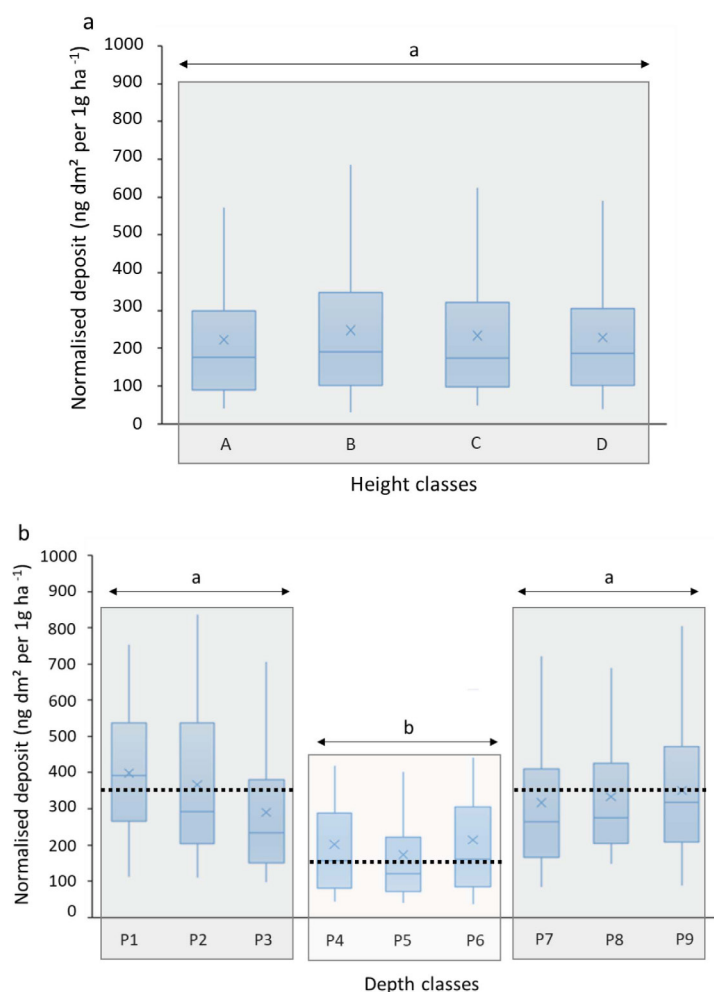 a
1000
900
800
700
600
500
400
300
200
100
0
Normalised deposit (ng dm² per 1g ha ⁻¹)
a
A B C D
Height classes
b
1000
900
800
700
600
500
400
300
200
100
0
Normalised deposit (ng dm² per 1g ha ⁻¹)
a
b
a
P1 P2 P3 P4 P5 P6 P7 P8 P9
Depth classes